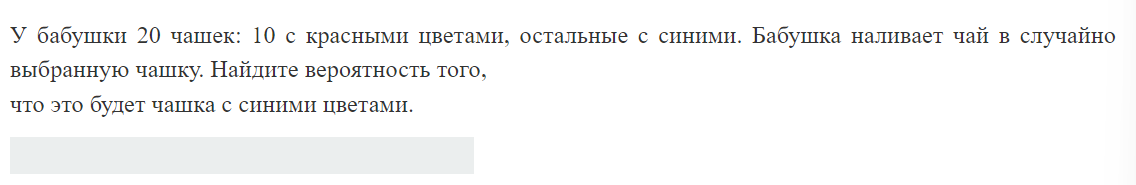 У бабушки 20 чашек: 10 с красными цветами, остальные с синими. Бабушка наливает чай в случайно
выбранную чашку. Найдите вероятность того,
что это будет чашка с синими цветами.